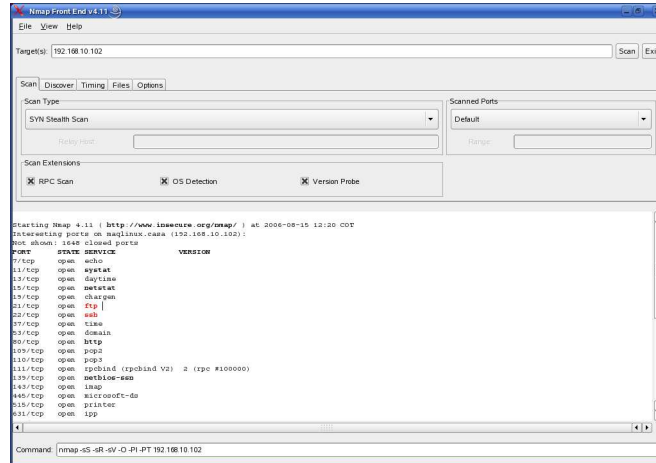 Nmap Front End v4.11
File View Help
Target(s): 192.168.10.102 Scan Exi
Scan Discover Timing Files Options
Scan Type Scanned Ports
SYN Stealth Scan Default
Relay Host: Range:
Scan Extensions
RPC Scan OS Detection Version Probe
Starting Nmap 4.11 ( http://www.insecure.org/nmap/ ) at 2006-08-15 12:20 COT
Interesting ports on maqlinux.casa (192.168.10.102):
Not shown: 1648 closed ports
PORT STATE SERVICE VERSION
7/tcp open echo
11/tcp open systat
13/tcp open daytime
15/tcp open netstat
19/tcp open chargen
21/tcp open ftp
22/tcp open ssh
37/tcp open time
53/tcp open domain
80/tcp open http
109/tcp open pop2
110/tcp open pop3
111/tcp open rpcbind (rpcbind V2) 2 (rpc #100000)
139/tcp open netbios-ssn
143/tcp open imap
445/tcp open microsoft-ds
515/tcp open printer
631/tcp open ipp
Command: nmap -sS -sR -sV -O -PI -PT 192.168.10.102